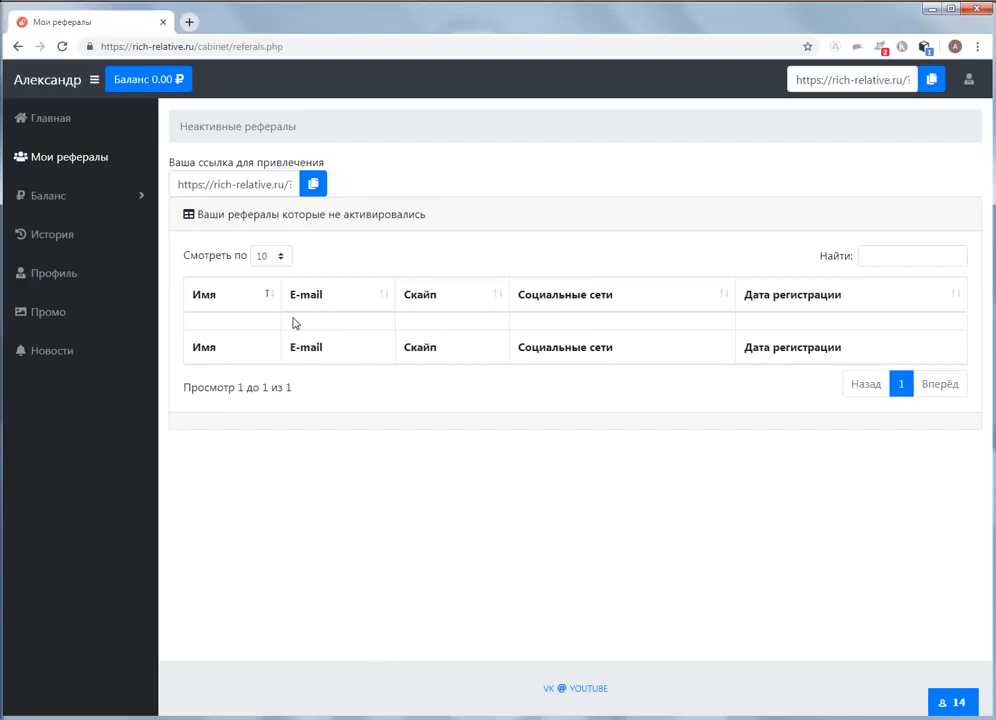 Мои рефералы
https://rich-relative.ru/cabinet/referals.php
2
1
A
Александр
Баланс 0.00 ₽
https://rich-relative.ru/?
Главная
Мои рефералы
Баланс
История
Профиль
Промо
Новости
Неактивные рефералы
Ваша ссылка для привлечения
https://rich-relative.ru/?
Ваши рефералы которые не активировались
Смотреть по 10
Найти:
Имя E-mail Скайп Социальные сети Дата регистрации
Имя E-mail Скайп Социальные сети Дата регистрации
Просмотр 1 до 1 из 1
Назад 1 Вперёд
VK @ YOUTUBE
14